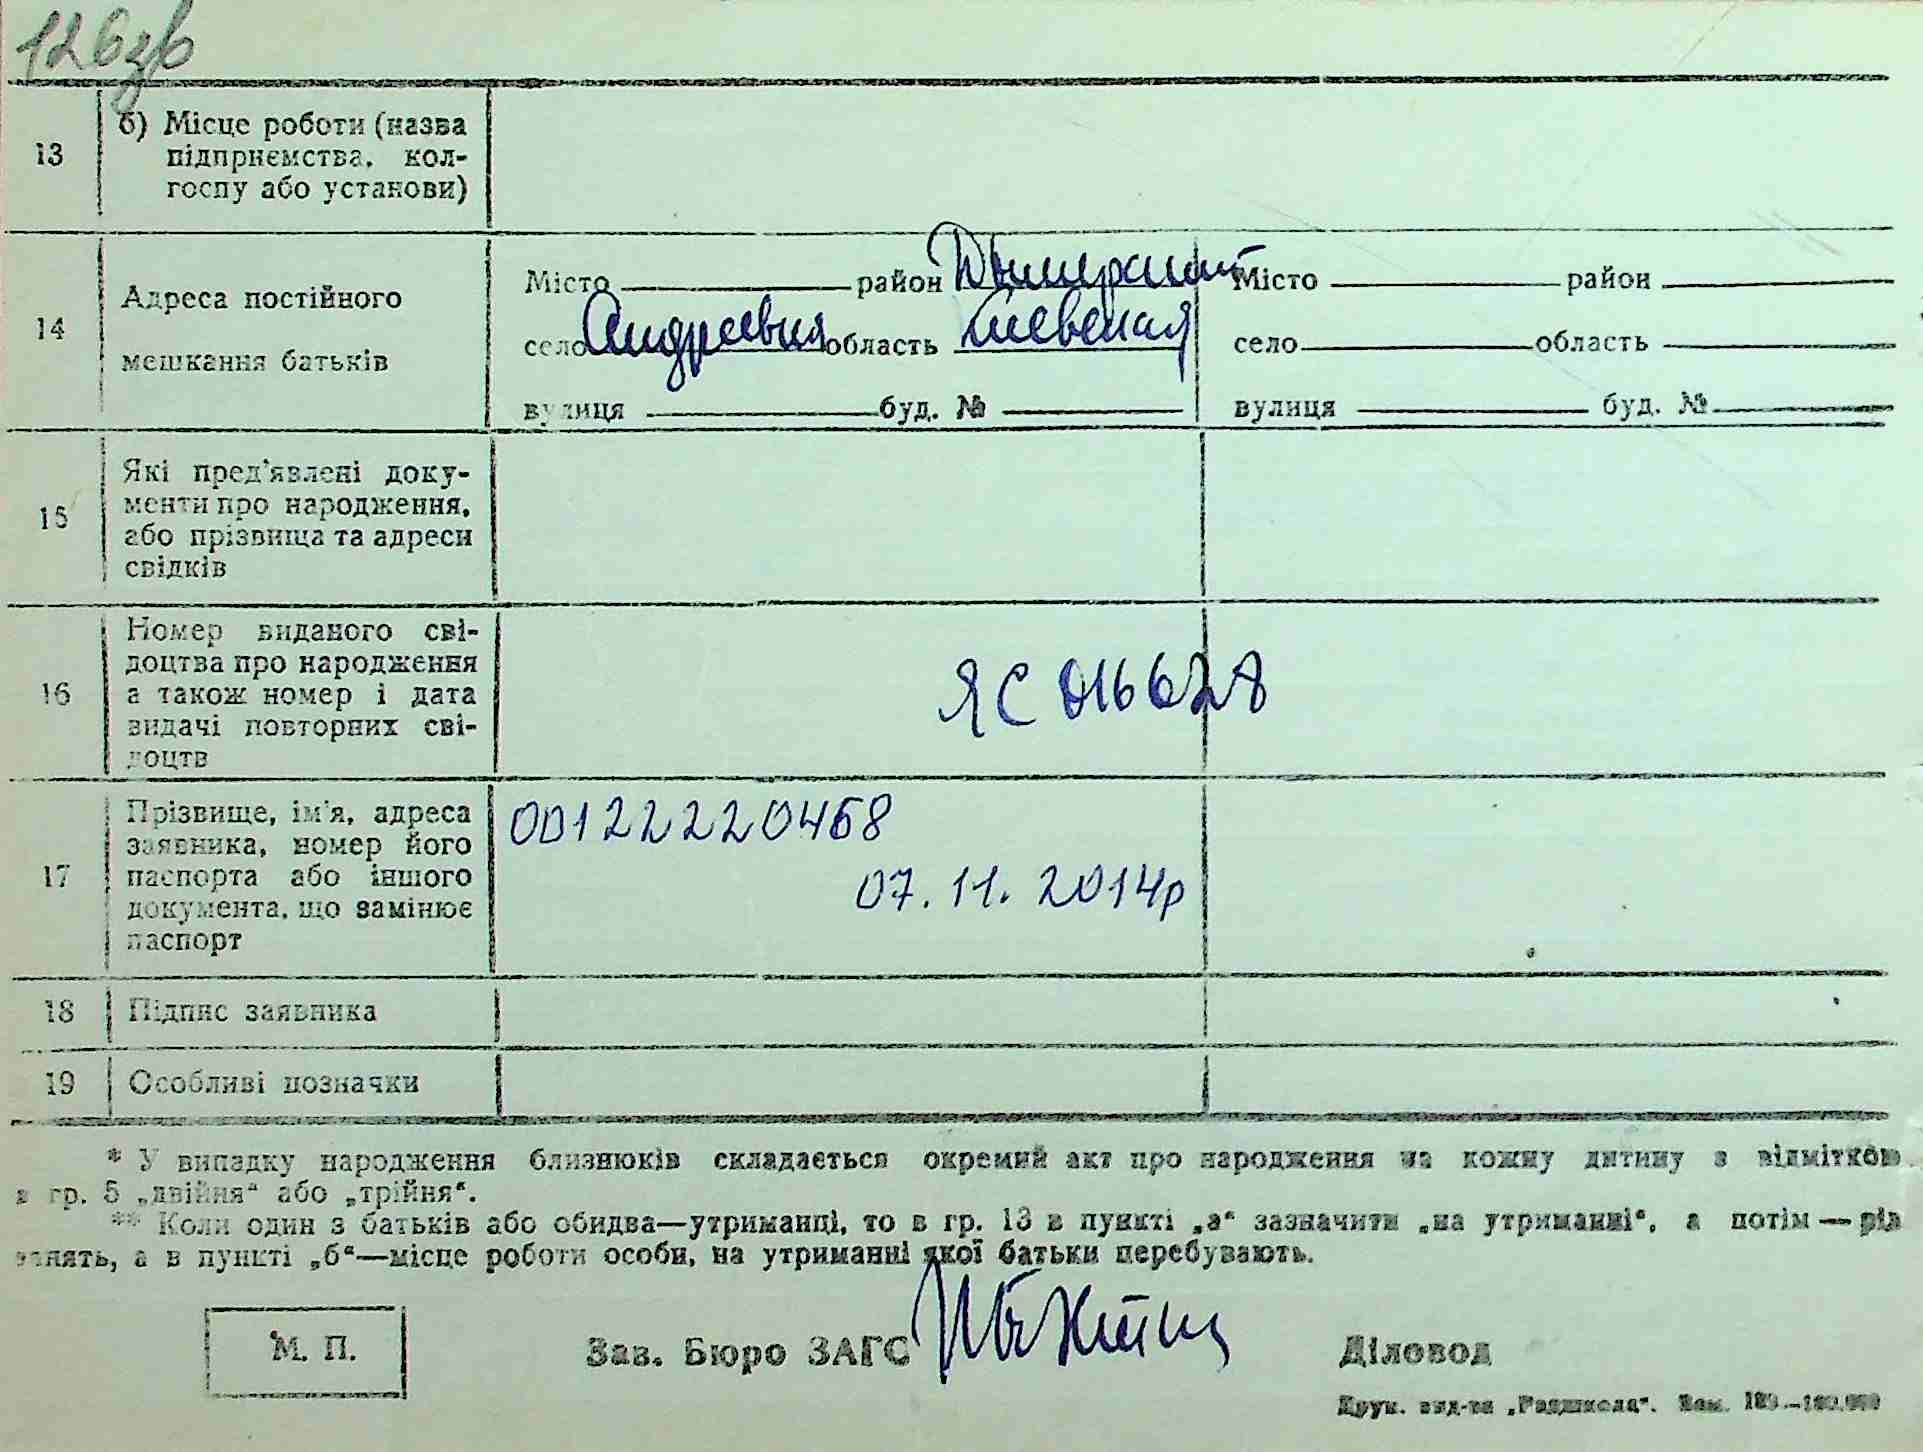 126зв
13 б) Місце роботи (назва
підприємства, кол-
госпу або установи)
14 Адреса постійного
мешкання батьків
Місто район Дымерский
село Андреевка область Киевская
вулиця буд. №
Місто район
село область
вулиця буд. №
15 Які пред'явлені доку-
менти про народження,
або прізвища та адреси
свідків
16 Номер виданого сві-
доцтва про народження
а також номер і дата
видачі повторних сві-
доцтв
ЯС 016628
17 Прізвище, ім'я, адреса
заявника, номер його
паспорта або іншого
документа, що замінює
паспорт
00122220468
07.11.2014р
18 Підпис заявника
19 Особливі позначки
* У випадку народження близнюків складається окремий акт про народження на кожну дитину з відміткою
в гр. 5 „двійня“ або „трійня“.
** Коли один з батьків або обидва—утриманці, то в гр. 13 в пункті „а“ зазначити „на утриманні“, а потім — рід
занять, а в пункті „б“—місце роботи особи, на утриманні якої батьки перебувають.
М. П.
Зав. Бюро ЗАГС
Діловод
Друк. вид-ва „Радшкола“. Зам.